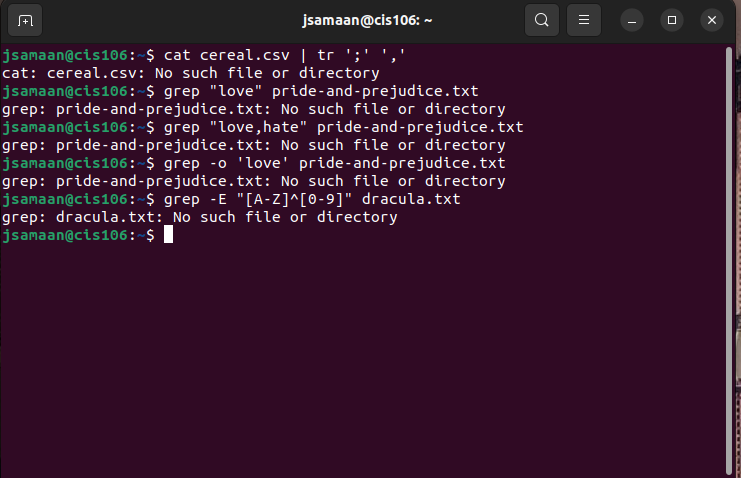 jsamaan@cis106: ~
jsamaan@cis106:~$ cat cereal.csv | tr ';' ','
cat: cereal.csv: No such file or directory
jsamaan@cis106:~$ grep "love" pride-and-prejudice.txt
grep: pride-and-prejudice.txt: No such file or directory
jsamaan@cis106:~$ grep "love,hate" pride-and-prejudice.txt
grep: pride-and-prejudice.txt: No such file or directory
jsamaan@cis106:~$ grep -o 'love' pride-and-prejudice.txt
grep: pride-and-prejudice.txt: No such file or directory
jsamaan@cis106:~$ grep -E "[A-Z]^[0-9]" dracula.txt
grep: dracula.txt: No such file or directory
jsamaan@cis106:~$